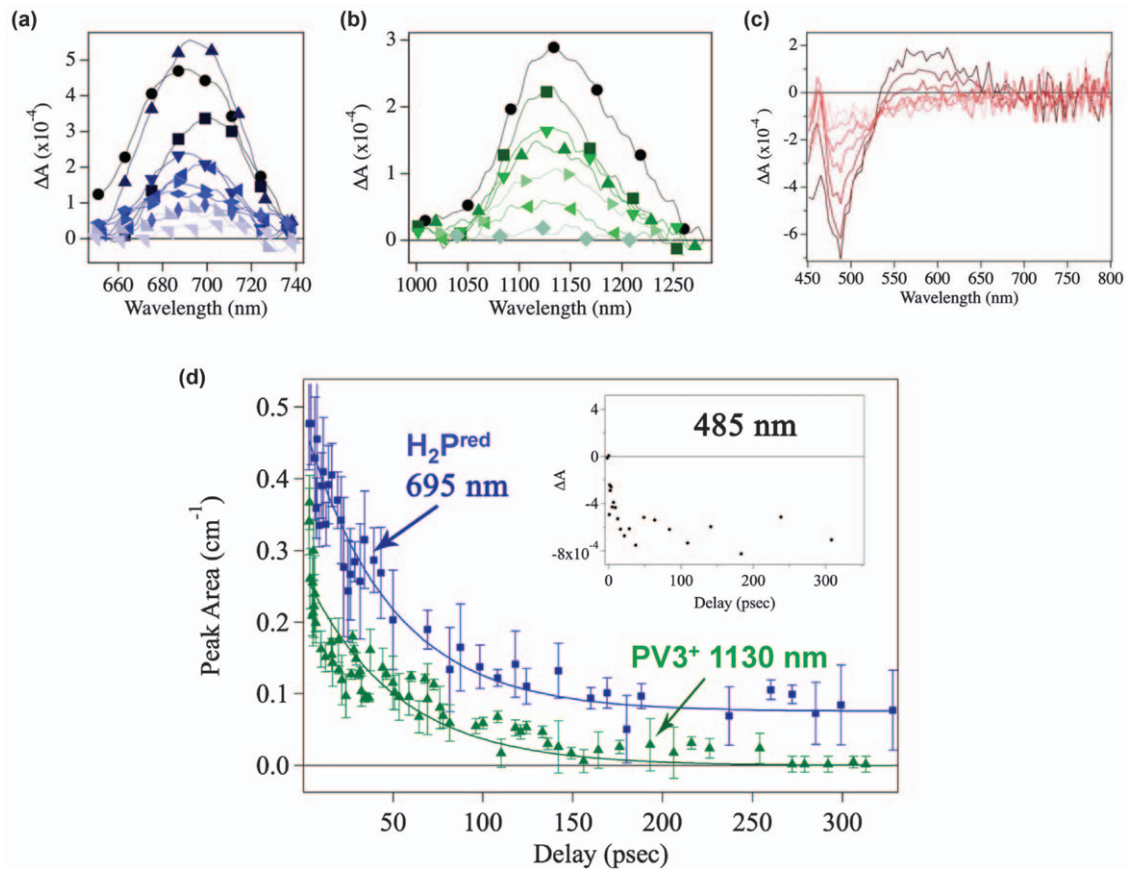 (a)
5
4
3
2
1
0
ΔA (x10⁻⁴)
660 680 700 720 740
Wavelength (nm)
(b)
3
2
1
0
ΔA (x10⁻⁴)
1000 1050 1100 1150 1200 1250
Wavelength (nm)
(c)
2
0
-2
-4
-6
ΔA (x10⁻⁴)
450 500 550 600 650 700 750 800
Wavelength (nm)
(d)
0.5
0.4
0.3
0.2
0.1
0.0
Peak Area (cm⁻¹)
50 100 150 200 250 300
Delay (psec)
H₂Pʳᵉᵈ
695 nm
PV3⁺ 1130 nm
485 nm
4
0
-4
-8x10⁻⁴
ΔA
0 100 200 300
Delay (psec)